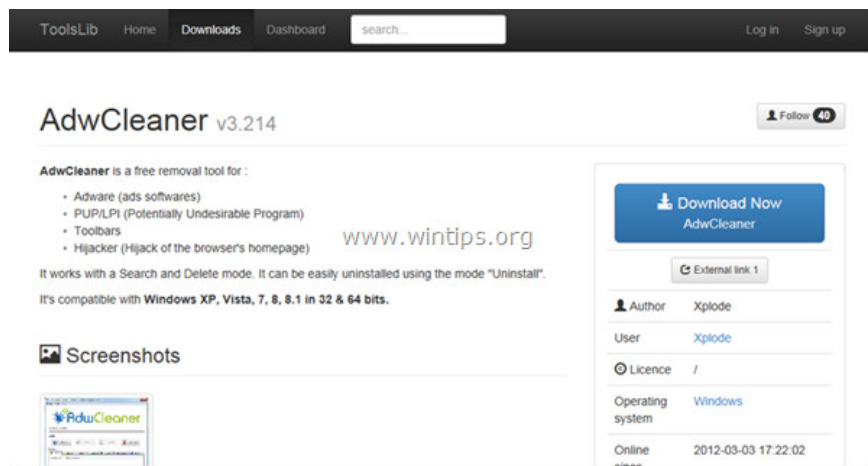 ToolsLib Home Downloads Dashboard search... Log in Sign up
AdwCleaner v3.214
Follow 40
AdwCleaner is a free removal tool for :
Adware (ads softwares)
PUP/LPI (Potentially Undesirable Program)
Toolbars
Hijacker (Hijack of the browser's homepage)
www.wintips.org
It works with a Search and Delete mode. It can be easily uninstalled using the mode "Uninstall".
It's compatible with Windows XP, Vista, 7, 8, 8.1 in 32 & 64 bits.
Screenshots
AdwCleaner
Download Now
AdwCleaner
External link 1
Author Xplode
User Xplode
Licence /
Operating system Windows
Online since 2012-03-03 17:22:02